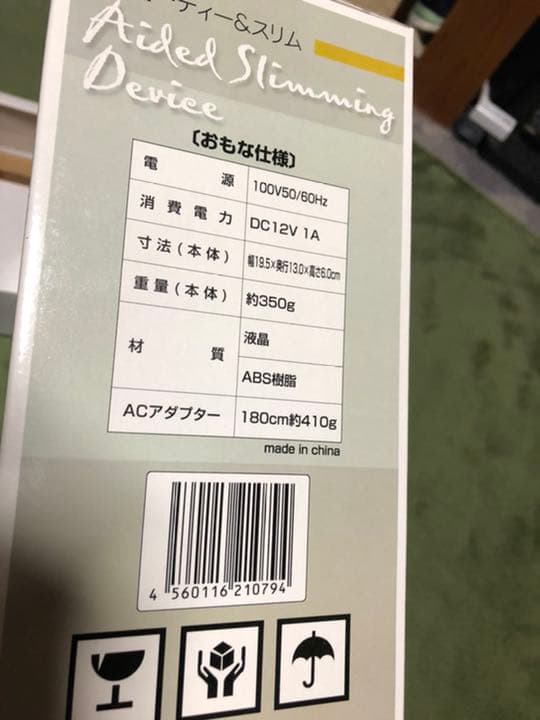 ティー&スリム
Aided Slimming
Device
〔おもな仕様〕
電源 100V50/60Hz
消費電力 DC12V 1A
寸法(本体) 幅19.5×奥行13.0×高さ6.0cm
重量(本体) 約350g
材質 液晶
ABS樹脂
ACアダプター 180cm約410g
made in china
4 560116 210794